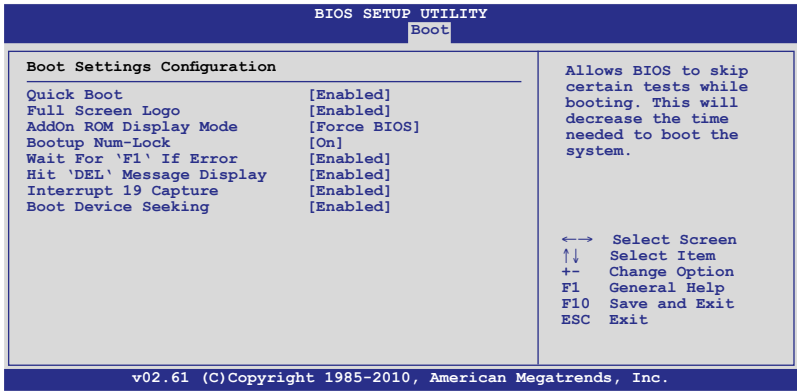 BIOS SETUP UTILITY
Boot
Boot Settings Configuration
Quick Boot [Enabled]
Full Screen Logo [Enabled]
AddOn ROM Display Mode [Force BIOS]
Bootup Num-Lock [On]
Wait For ‘F1‘ If Error [Enabled]
Hit ‘DEL‘ Message Display [Enabled]
Interrupt 19 Capture [Enabled]
Boot Device Seeking [Enabled]
Allows BIOS to skip
certain tests while
booting. This will
decrease the time
needed to boot the
system.
←→ Select Screen
↑↓ Select Item
+- Change Option
F1 General Help
F10 Save and Exit
ESC Exit
v02.61 (C)Copyright 1985-2010, American Megatrends, Inc.